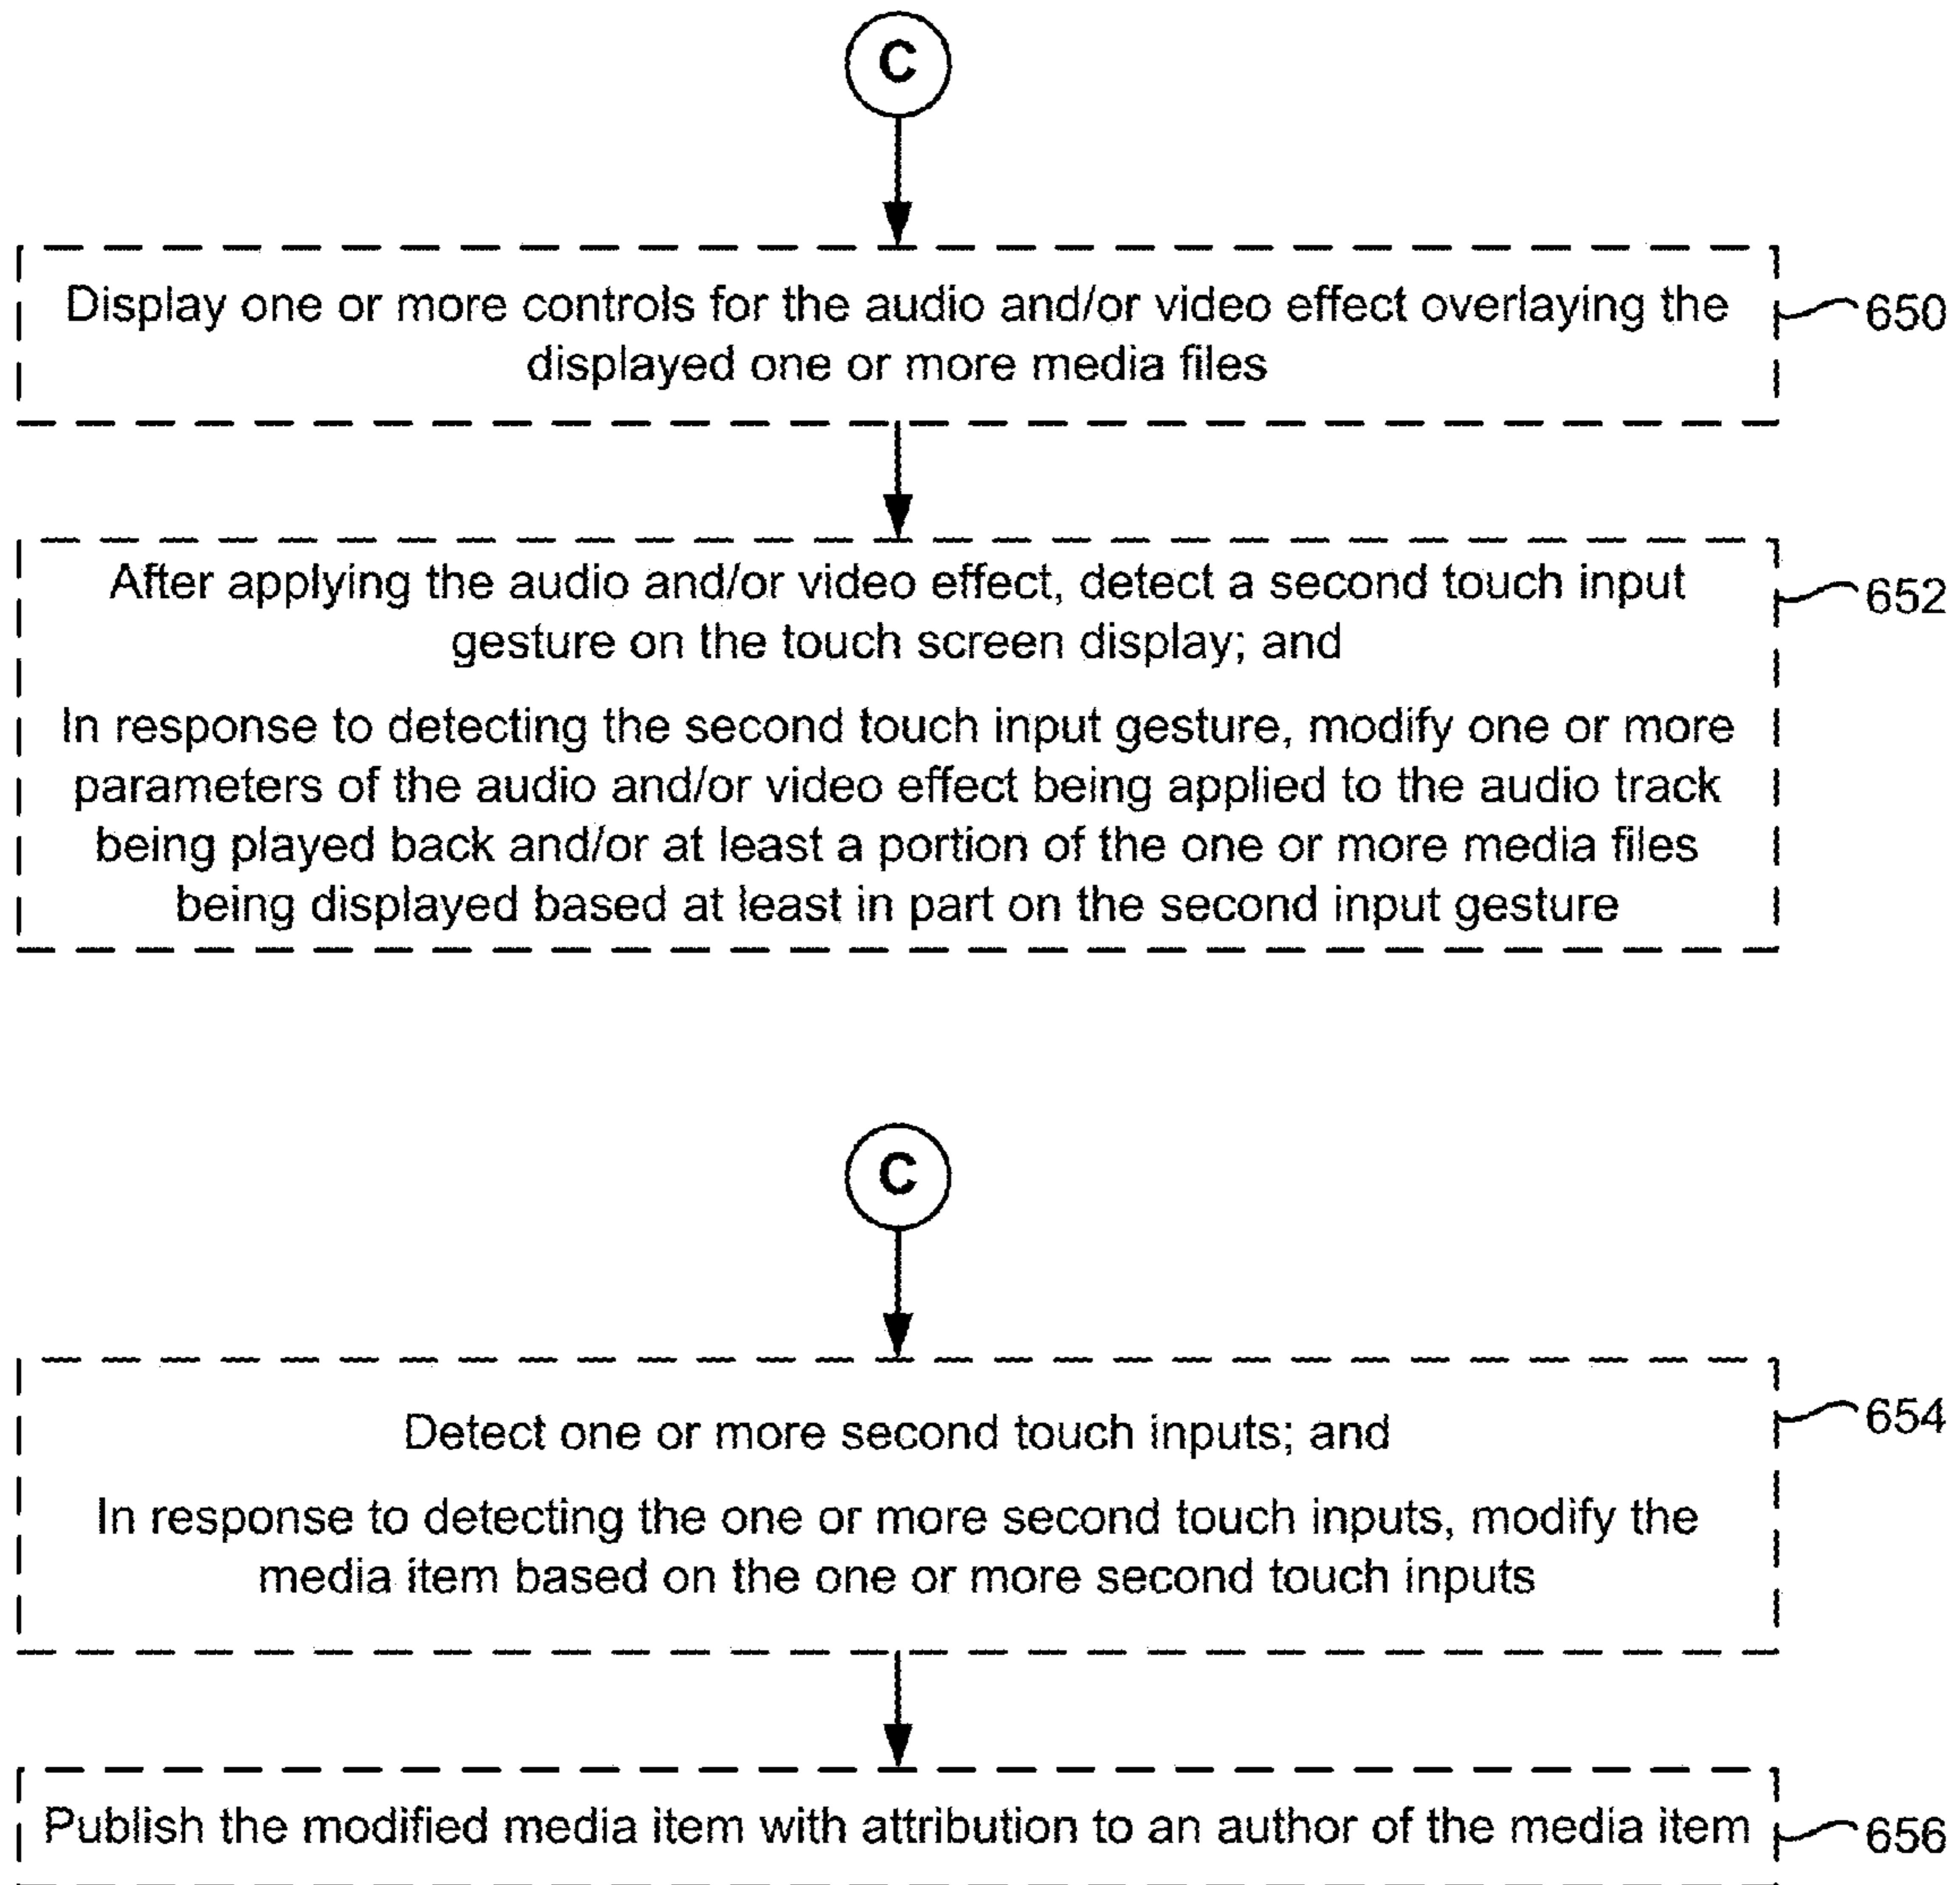 C
Display one or more controls for the audio and/or video effect overlaying the
displayed one or more media files
650
After applying the audio and/or video effect, detect a second touch input
gesture on the touch screen display; and
652
In response to detecting the second touch input gesture, modify one or more
parameters of the audio and/or video effect being applied to the audio track
being played back and/or at least a portion of the one or more media files
being displayed based at least in part on the second input gesture
C
Detect one or more second touch inputs; and
654
In response to detecting the one or more second touch inputs, modify the
media item based on the one or more second touch inputs
Publish the modified media item with attribution to an author of the media item
656